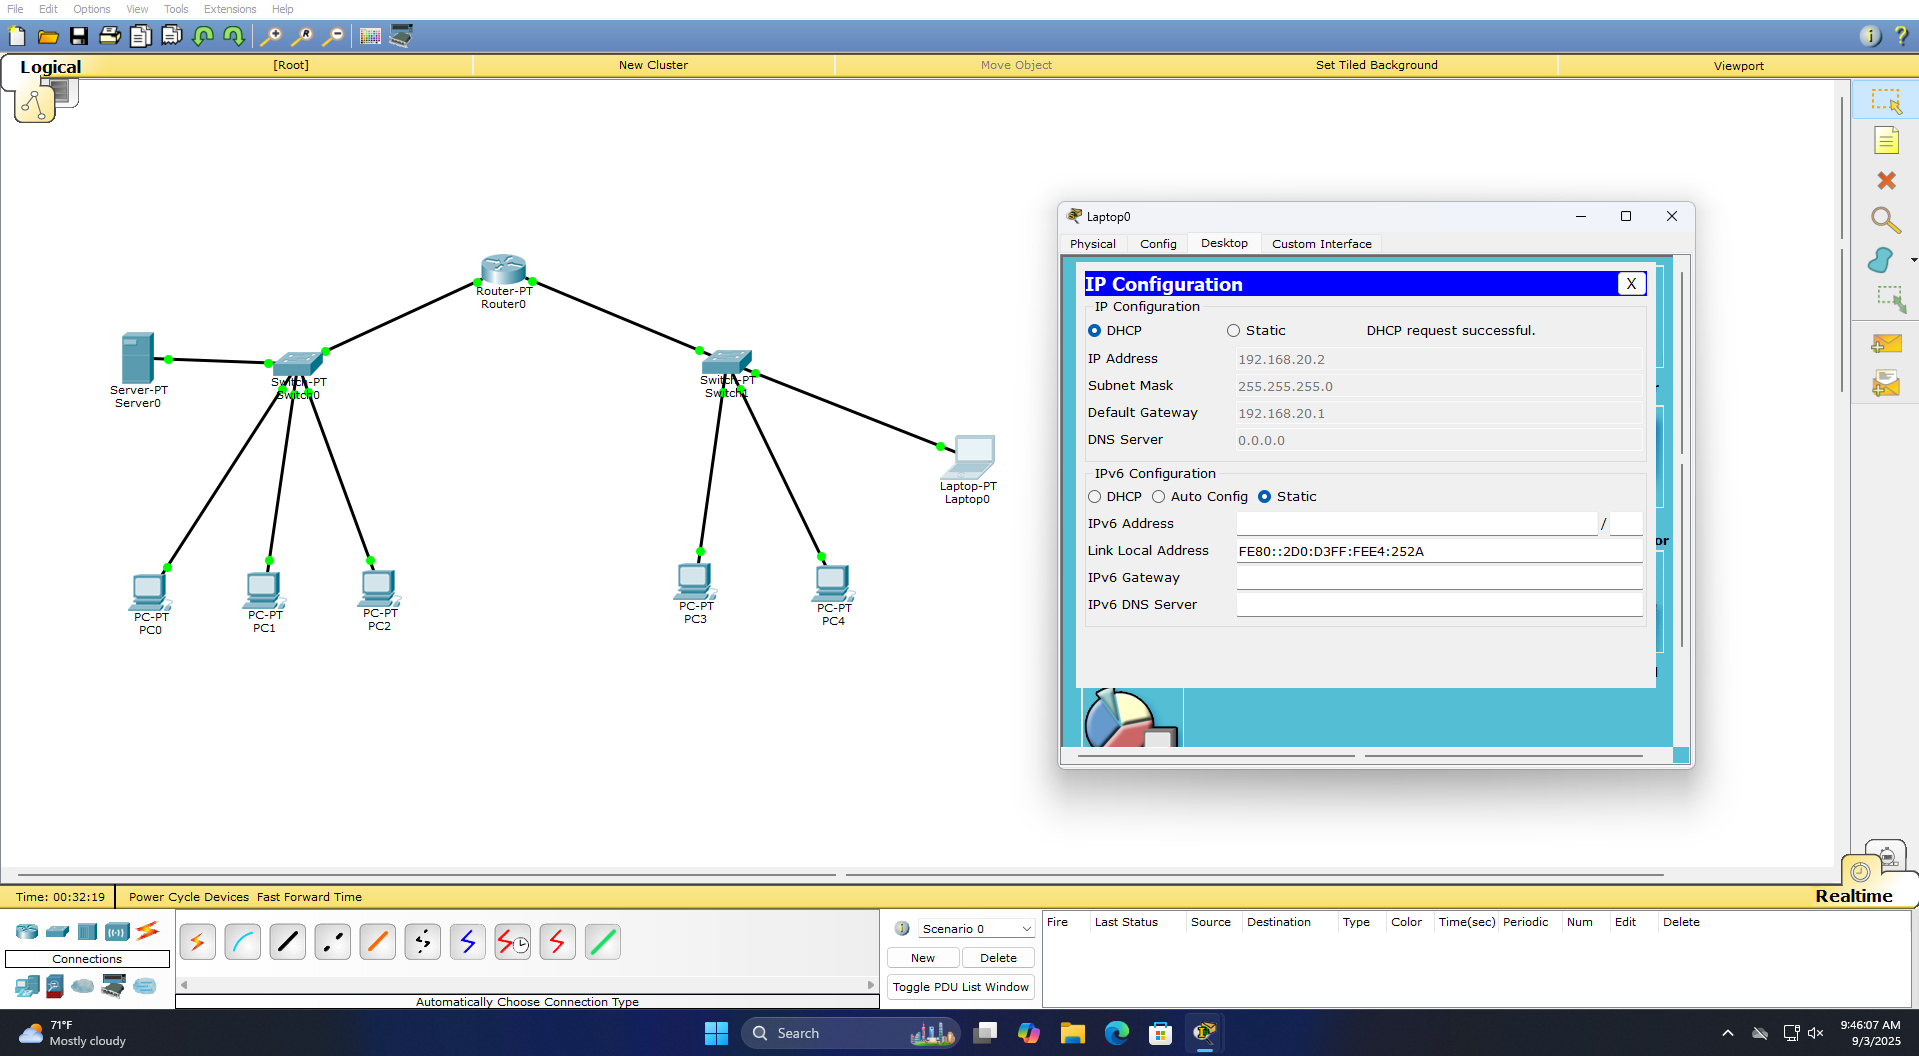 File Edit Options View Tools Extensions Help
Logical [Root] New Cluster Move Object Set Tiled Background Viewport
Router-PT
Router0
Server-PT
Server0
Switch-PT
Switch0
Switch-PT
Switch1
Laptop-PT
Laptop0
PC-PT
PC0
PC-PT
PC1
PC-PT
PC2
PC-PT
PC3
PC-PT
PC4
Laptop0
Physical Config Desktop Custom Interface
IP Configuration X
IP Configuration
DHCP Static DHCP request successful.
IP Address 192.168.20.2
Subnet Mask 255.255.255.0
Default Gateway 192.168.20.1
DNS Server 0.0.0.0
IPv6 Configuration
DHCP Auto Config Static
IPv6 Address /
Link Local Address FE80::2D0:D3FF:FEE4:252A
IPv6 Gateway
IPv6 DNS Server
or
Time: 00:32:19 Power Cycle Devices Fast Forward Time Realtime
Connections
Automatically Choose Connection Type
Scenario 0
New Delete
Toggle PDU List Window
Fire Last Status Source Destination Type Color Time(sec) Periodic Num Edit Delete
71°F
Mostly cloudy
Search
9:46:07 AM
9/3/2025